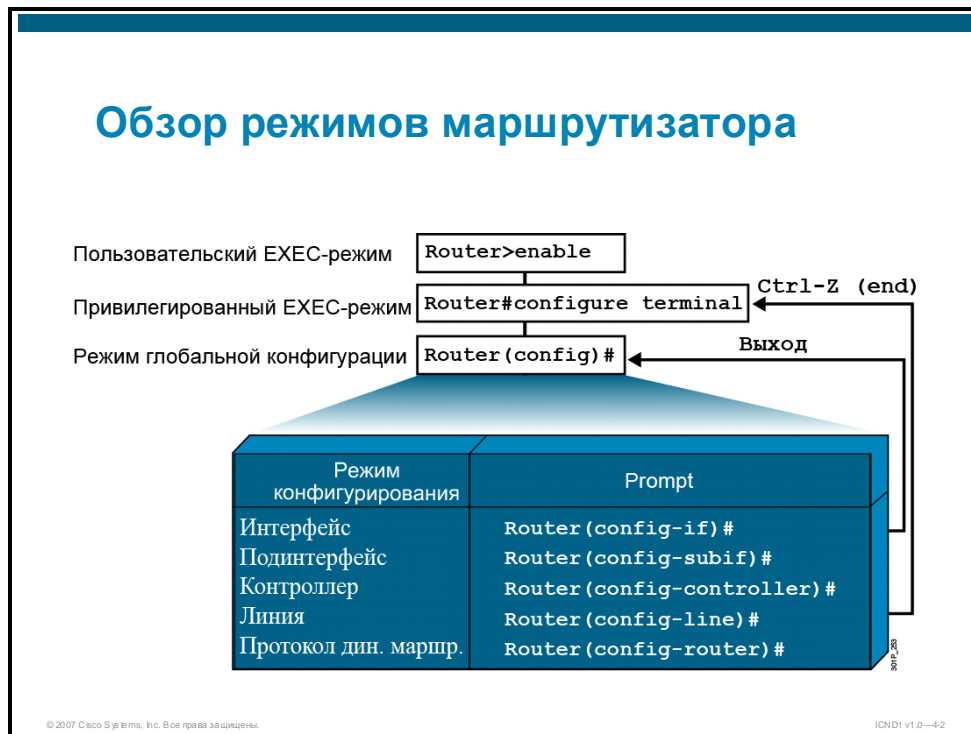 Обзор режимов маршрутизатора
Пользовательский EXEC-режим
Router>enable
Привилегированный EXEC-режим
Router#configure terminal
Ctrl-Z (end)
Режим глобальной конфигурации
Router(config)#
Выход
Режим
конфигурирования
Prompt
Интерфейс
Router(config-if)#
Подинтерфейс
Router(config-subif)#
Контроллер
Router(config-controller)#
Линия
Router(config-line)#
Протокол дин. маршр.
Router(config-router)#
301P_253
© 2007 Cisco Systems, Inc. Все права защищены.
ICND1 v1.0—4-2